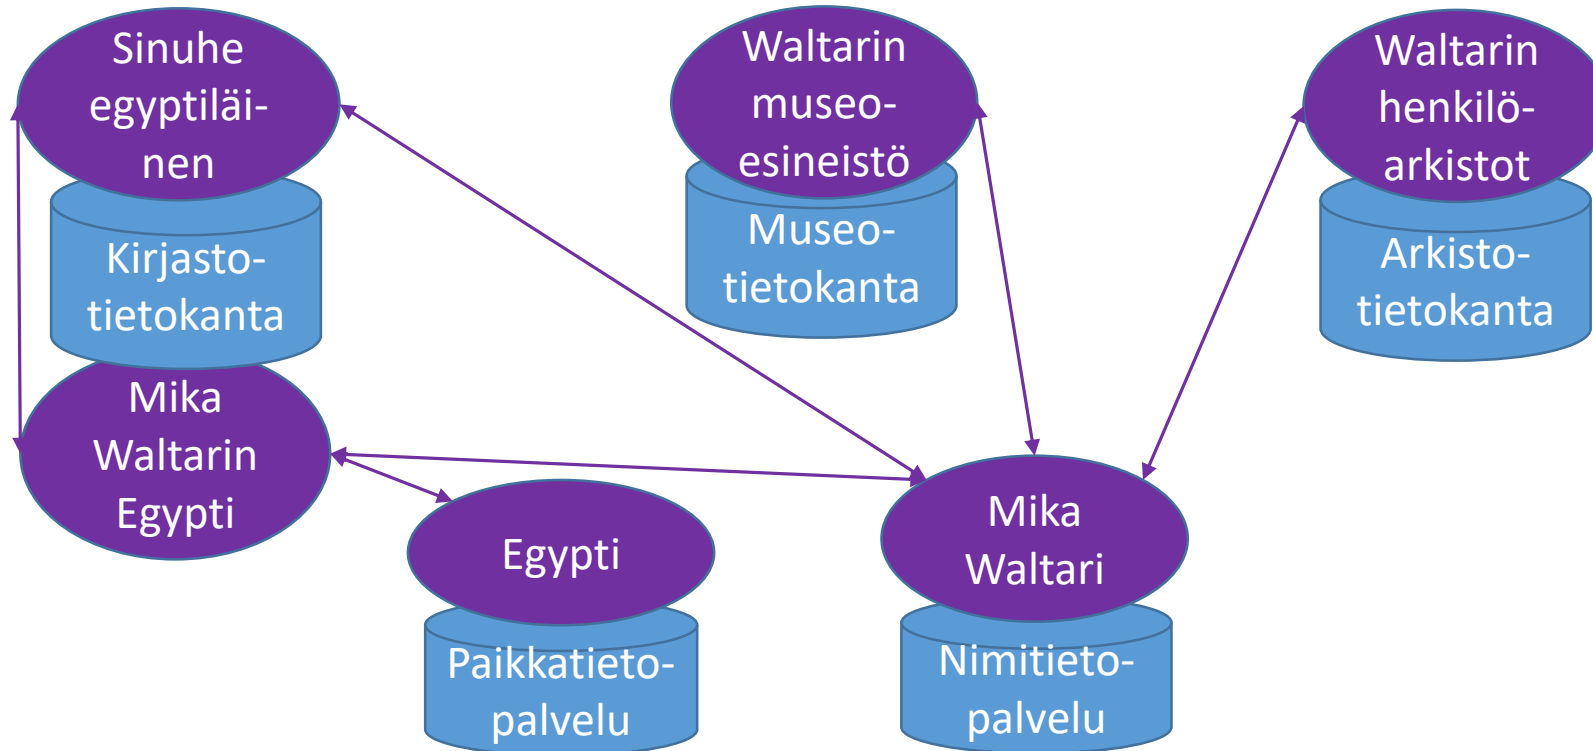 Sinuhe
egyptiläi-
nen
Kirjasto-
tietokanta
Mika
Waltarin
Egypti
Waltarin
museo-
esineistö
Museo-
tietokanta
Waltarin
henkilö-
arkistot
Arkisto-
tietokanta
Egypti
Paikkatieto-
palvelu
Mika
Waltari
Nimitieto-
palvelu